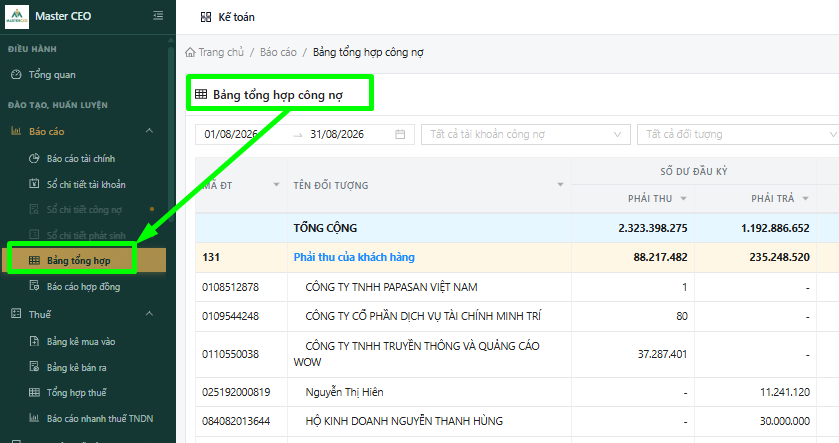 MASTERCEO
Master CEO
ĐIỀU HÀNH
Tổng quan
ĐÀO TẠO, HUẤN LUYỆN
Báo cáo
Báo cáo tài chính
Sổ chi tiết tài khoản
Sổ chi tiết công nợ
Sổ chi tiết phát sinh
Bảng tổng hợp
Báo cáo hợp đồng
Thuế
Bảng kê mua vào
Bảng kê bán ra
Tổng hợp thuế
Báo cáo nhanh thuế TNDN
Kế toán
Trang chủ / Báo cáo / Bảng tổng hợp công nợ
Bảng tổng hợp công nợ
01/08/2026 → 31/08/2026 Tất cả tài khoản công nợ Tất cả đối tượng
SỐ DƯ ĐẦU KỲ
MÃ ĐT TÊN ĐỐI TƯỢNG
PHẢI THU PHẢI TRẢ
TỔNG CỘNG 2.323.398.275 1.192.886.652
131 Phải thu của khách hàng 88.217.482 235.248.520
0108512878 CÔNG TY TNHH PAPASAN VIỆT NAM 1 -
0109544248 CÔNG TY CỔ PHẦN DỊCH VỤ TÀI CHÍNH MINH TRÍ 80 -
0110550038 CÔNG TY TNHH TRUYỀN THÔNG VÀ QUẢNG CÁO
WOW 37.287.401 -
025192000819 Nguyễn Thị Hiên - 11.241.120
084082013644 HỘ KINH DOANH NGUYỄN THANH HÙNG - 30.000.000